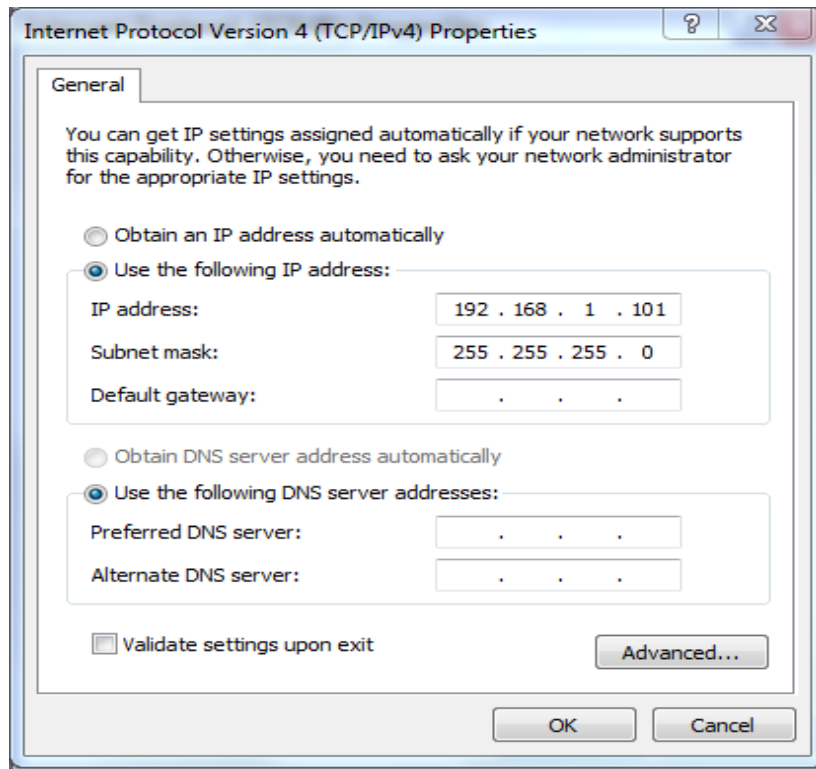 Internet Protocol Version 4 (TCP/IPv4) Properties
?
General
You can get IP settings assigned automatically if your network supports
this capability. Otherwise, you need to ask your network administrator
for the appropriate IP settings.
Obtain an IP address automatically
Use the following IP address:
IP address: 192 . 168 . 1 . 101
Subnet mask: 255 . 255 . 255 . 0
Default gateway: . . .
Obtain DNS server address automatically
Use the following DNS server addresses:
Preferred DNS server: . . .
Alternate DNS server: . . .
Validate settings upon exit
Advanced...
OK Cancel